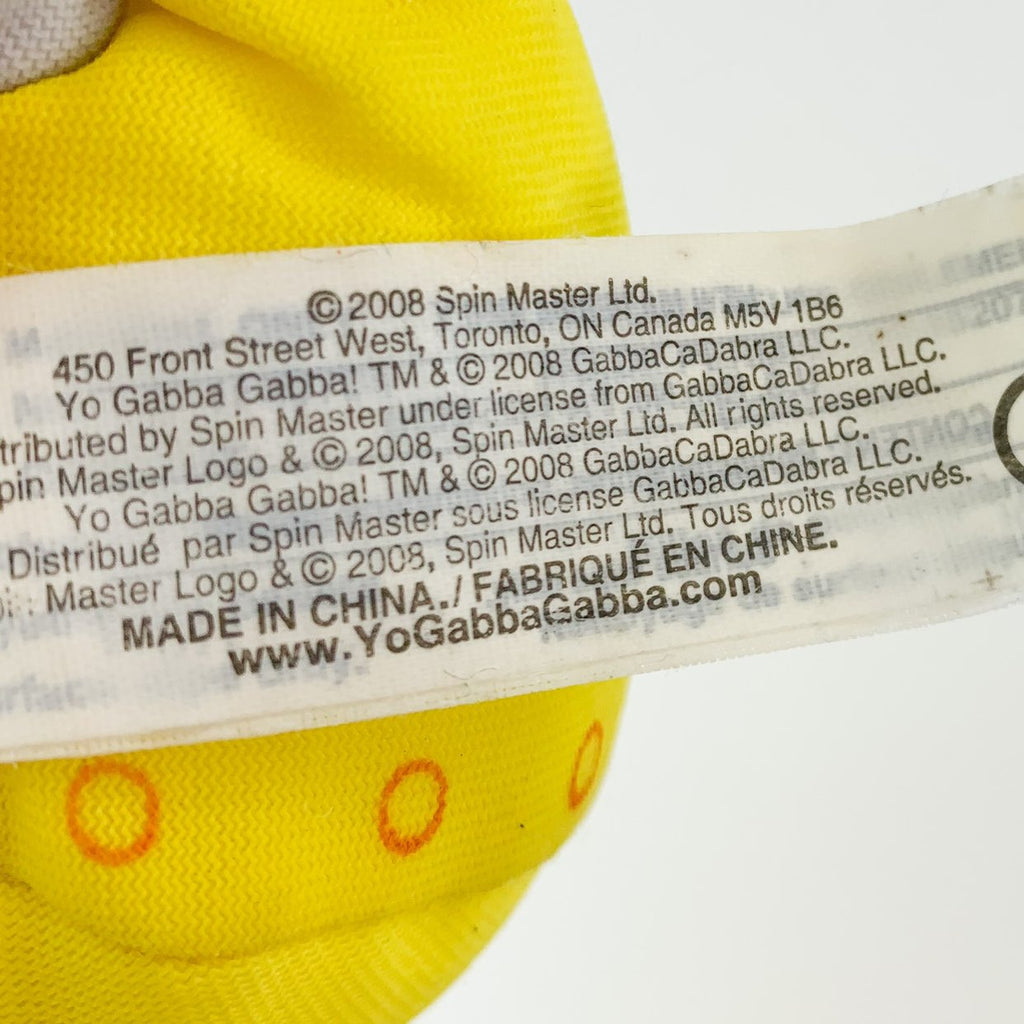 © 2008 Spin Master Ltd.
450 Front Street West, Toronto, ON Canada M5V 1B6
Yo Gabba Gabba! TM & © 2008 GabbaCaDabra LLC.
tributed by Spin Master under license from GabbaCaDabra LLC.
pin Master Logo & © 2008, Spin Master Ltd. All rights reserved.
Yo Gabba Gabba! TM & © 2008 GabbaCaDabra LLC.
Distribué par Spin Master sous license GabbaCaDabra LLC.
Master Logo & © 2008, Spin Master Ltd. Tous droits réservés.
MADE IN CHINA./ FABRIQUÉ EN CHINE.
www.YoGabbaGabba.com